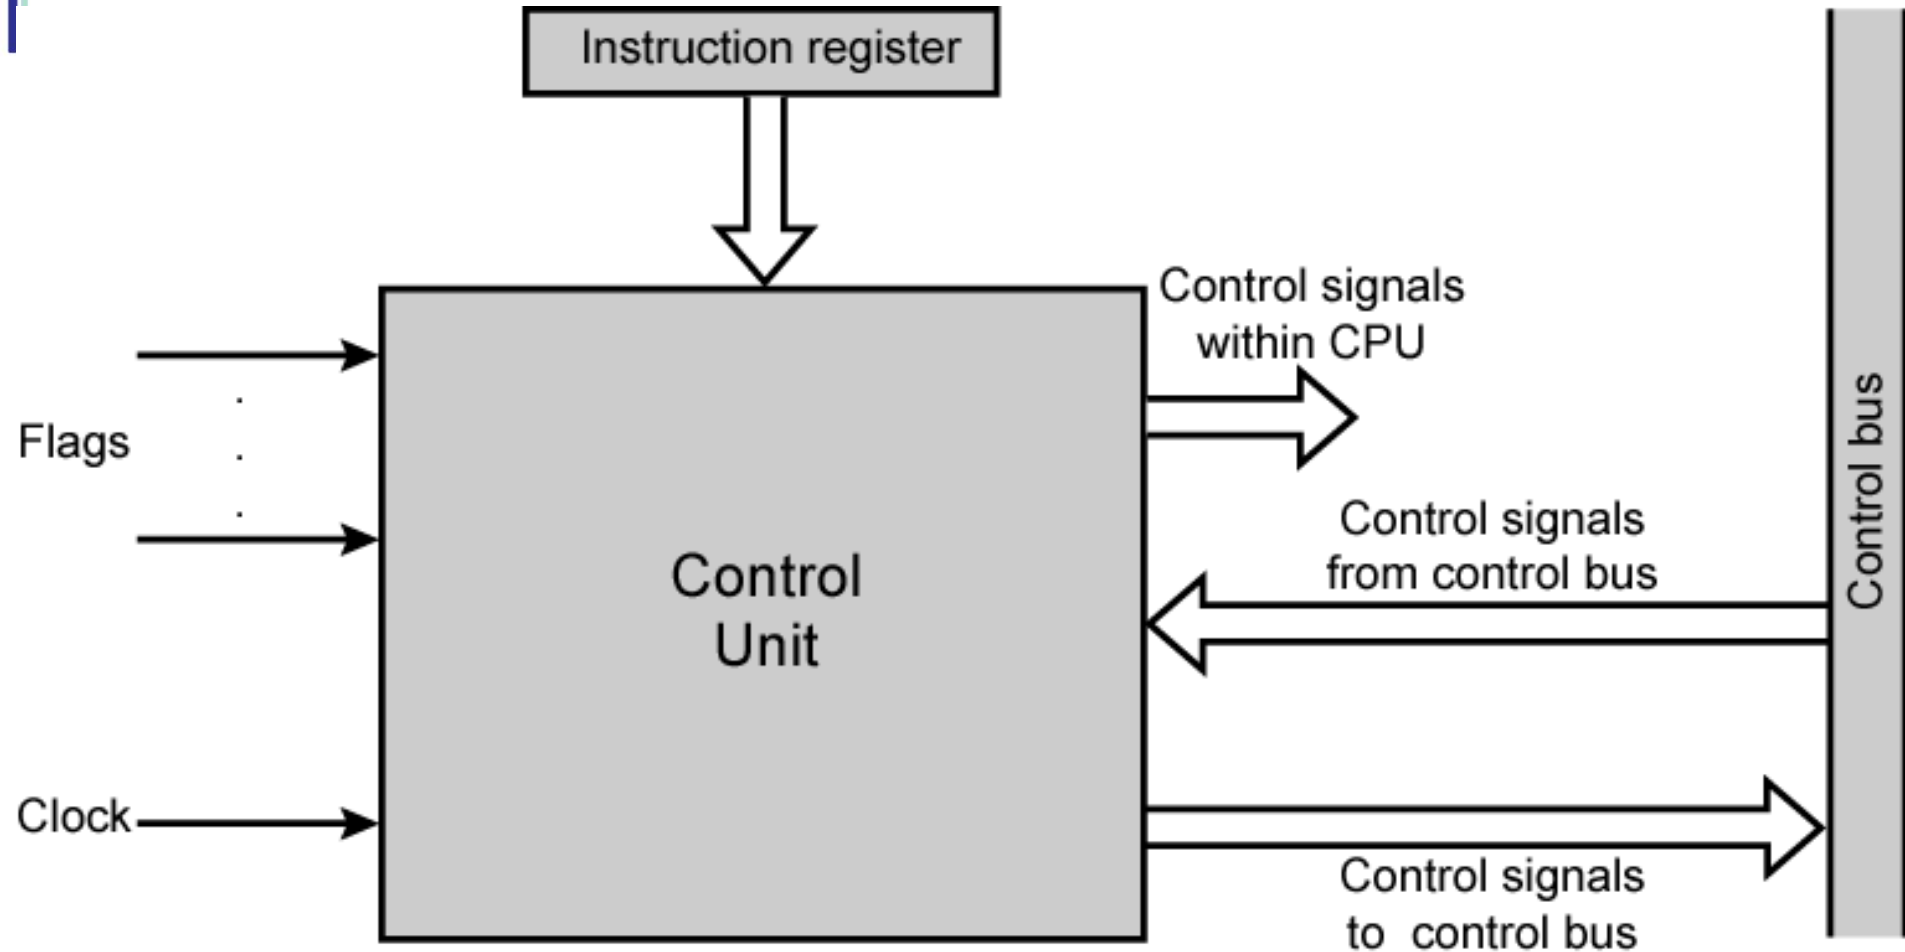 Instruction register
Control signals
within CPU
Flags
Control signals
from control bus
Control
Unit
Control bus
Clock
Control signals
to control bus